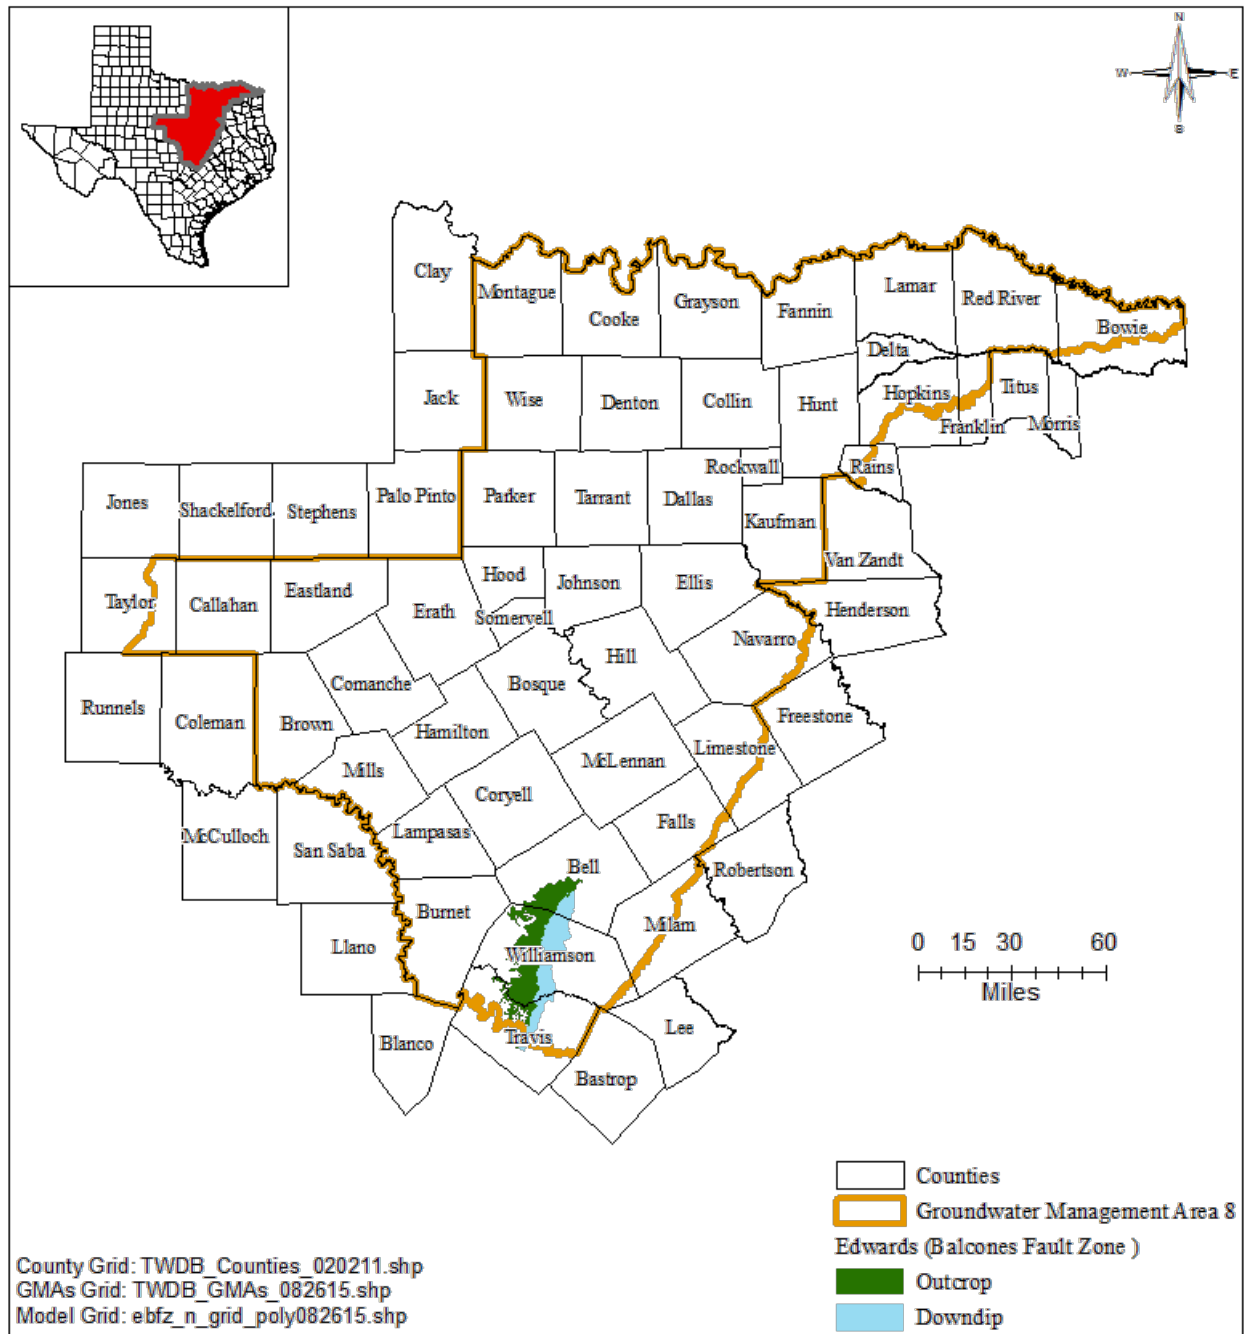 N
W E
S
Clay
Montague
Cooke
Grayson
Fannin
Lamar
Red River
Bowie
Delta
Jack
Wise
Denton
Collin
Hunt
Hopkins
Titus
Franklin
Morris
Rockwall
Rains
Jones
Shackelford
Stephens
Palo Pinto
Parker
Tarrant
Dallas
Kaufman
Van Zandt
Taylor
Callahan
Eastland
Erath
Hood
Somervell
Johnson
Ellis
Henderson
Navarro
Hill
Bosque
Comanche
Runnels
Coleman
Brown
Hamilton
Freestone
Limestone
McLennan
Mills
Coryell
McCulloch
San Saba
Lampasas
Falls
Bell
Robertson
Burnet
Milam
Llano
Williamson
Blanco
Travis
Lee
Bastrop
0 15 30 60
Miles
Counties
Groundwater Management Area 8
Edwards (Balcones Fault Zone )
Outcrop
Downdip
County Grid: TWDB_Counties_020211.shp
GMAs Grid: TWDB_GMAs_082615.shp
Model Grid: ebfz_n_grid_poly082615.shp